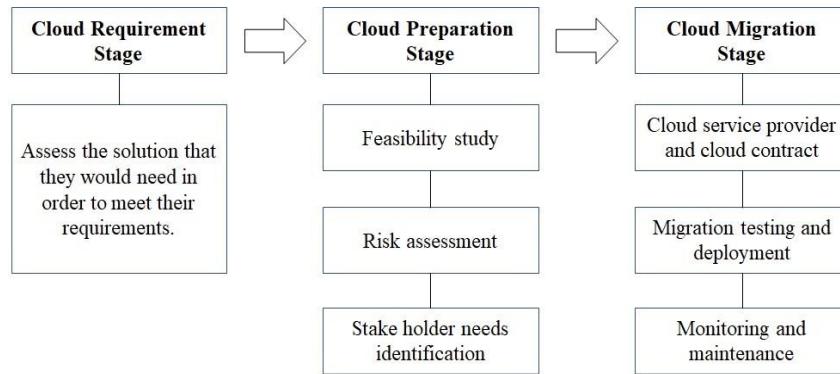 Cloud Requirement
Stage
Assess the solution that
they would need in
order to meet their
requirements.
Cloud Preparation
Stage
Feasibility study
Risk assessment
Stake holder needs
identification
Cloud Migration
Stage
Cloud service provider
and cloud contract
Migration testing and
deployment
Monitoring and
maintenance